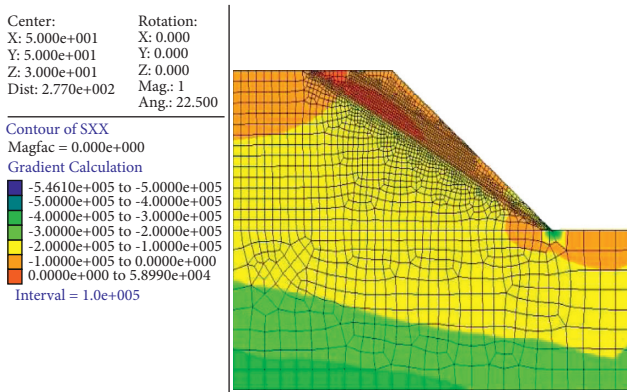 Center:
X: 5.000e+001
Y: 5.000e+001
Z: 3.000e+001
Dist: 2.770e+002
Rotation:
X: 0.000
Y: 0.000
Z: 0.000
Mag.: 1
Ang.: 22.500
Contour of SXX
Magfac = 0.000e+000
Gradient Calculation
-5.4610e+005 to -5.0000e+005
-5.0000e+005 to -4.0000e+005
-4.0000e+005 to -3.0000e+005
-3.0000e+005 to -2.0000e+005
-2.0000e+005 to -1.0000e+005
-1.0000e+005 to 0.0000e+000
0.0000e+000 to 5.8990e+004
Interval = 1.0e+005